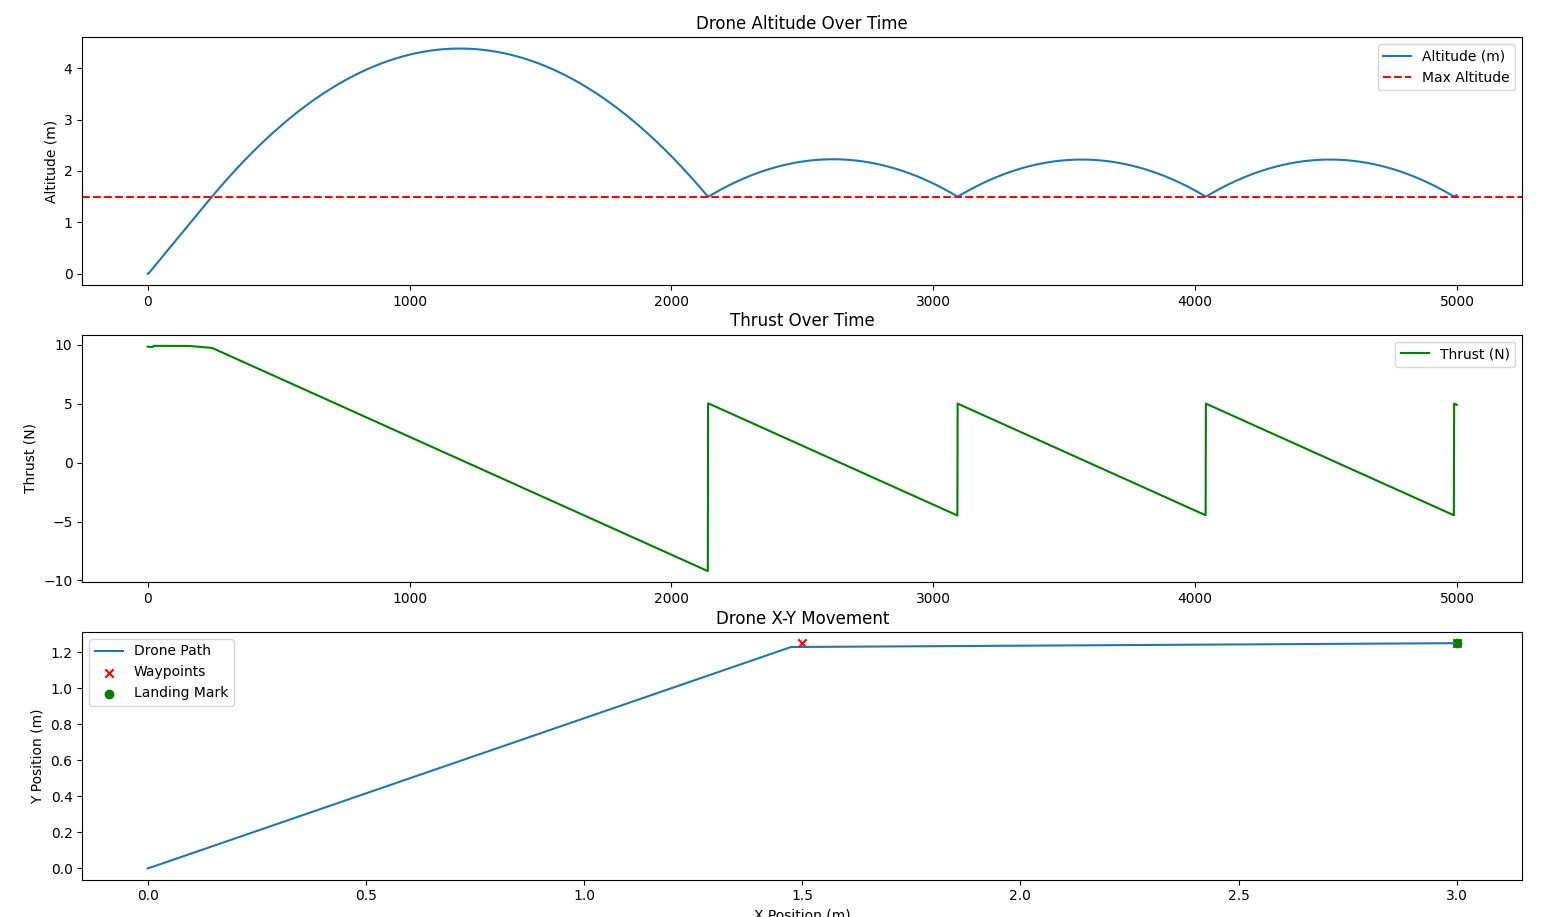 Drone Altitude Over Time
Altitude (m)
4
3
2
1
0
Altitude (m)
Max Altitude
0 1000 2000 3000 4000 5000
Thrust Over Time
Thrust (N)
10
5
0
−5
−10
Thrust (N)
0 1000 2000 3000 4000 5000
Drone X-Y Movement
Y Position (m)
1.2
1.0
0.8
0.6
0.4
0.2
0.0
Drone Path
Waypoints
Landing Mark
0.0 0.5 1.0 1.5 2.0 2.5 3.0
X Position (m)